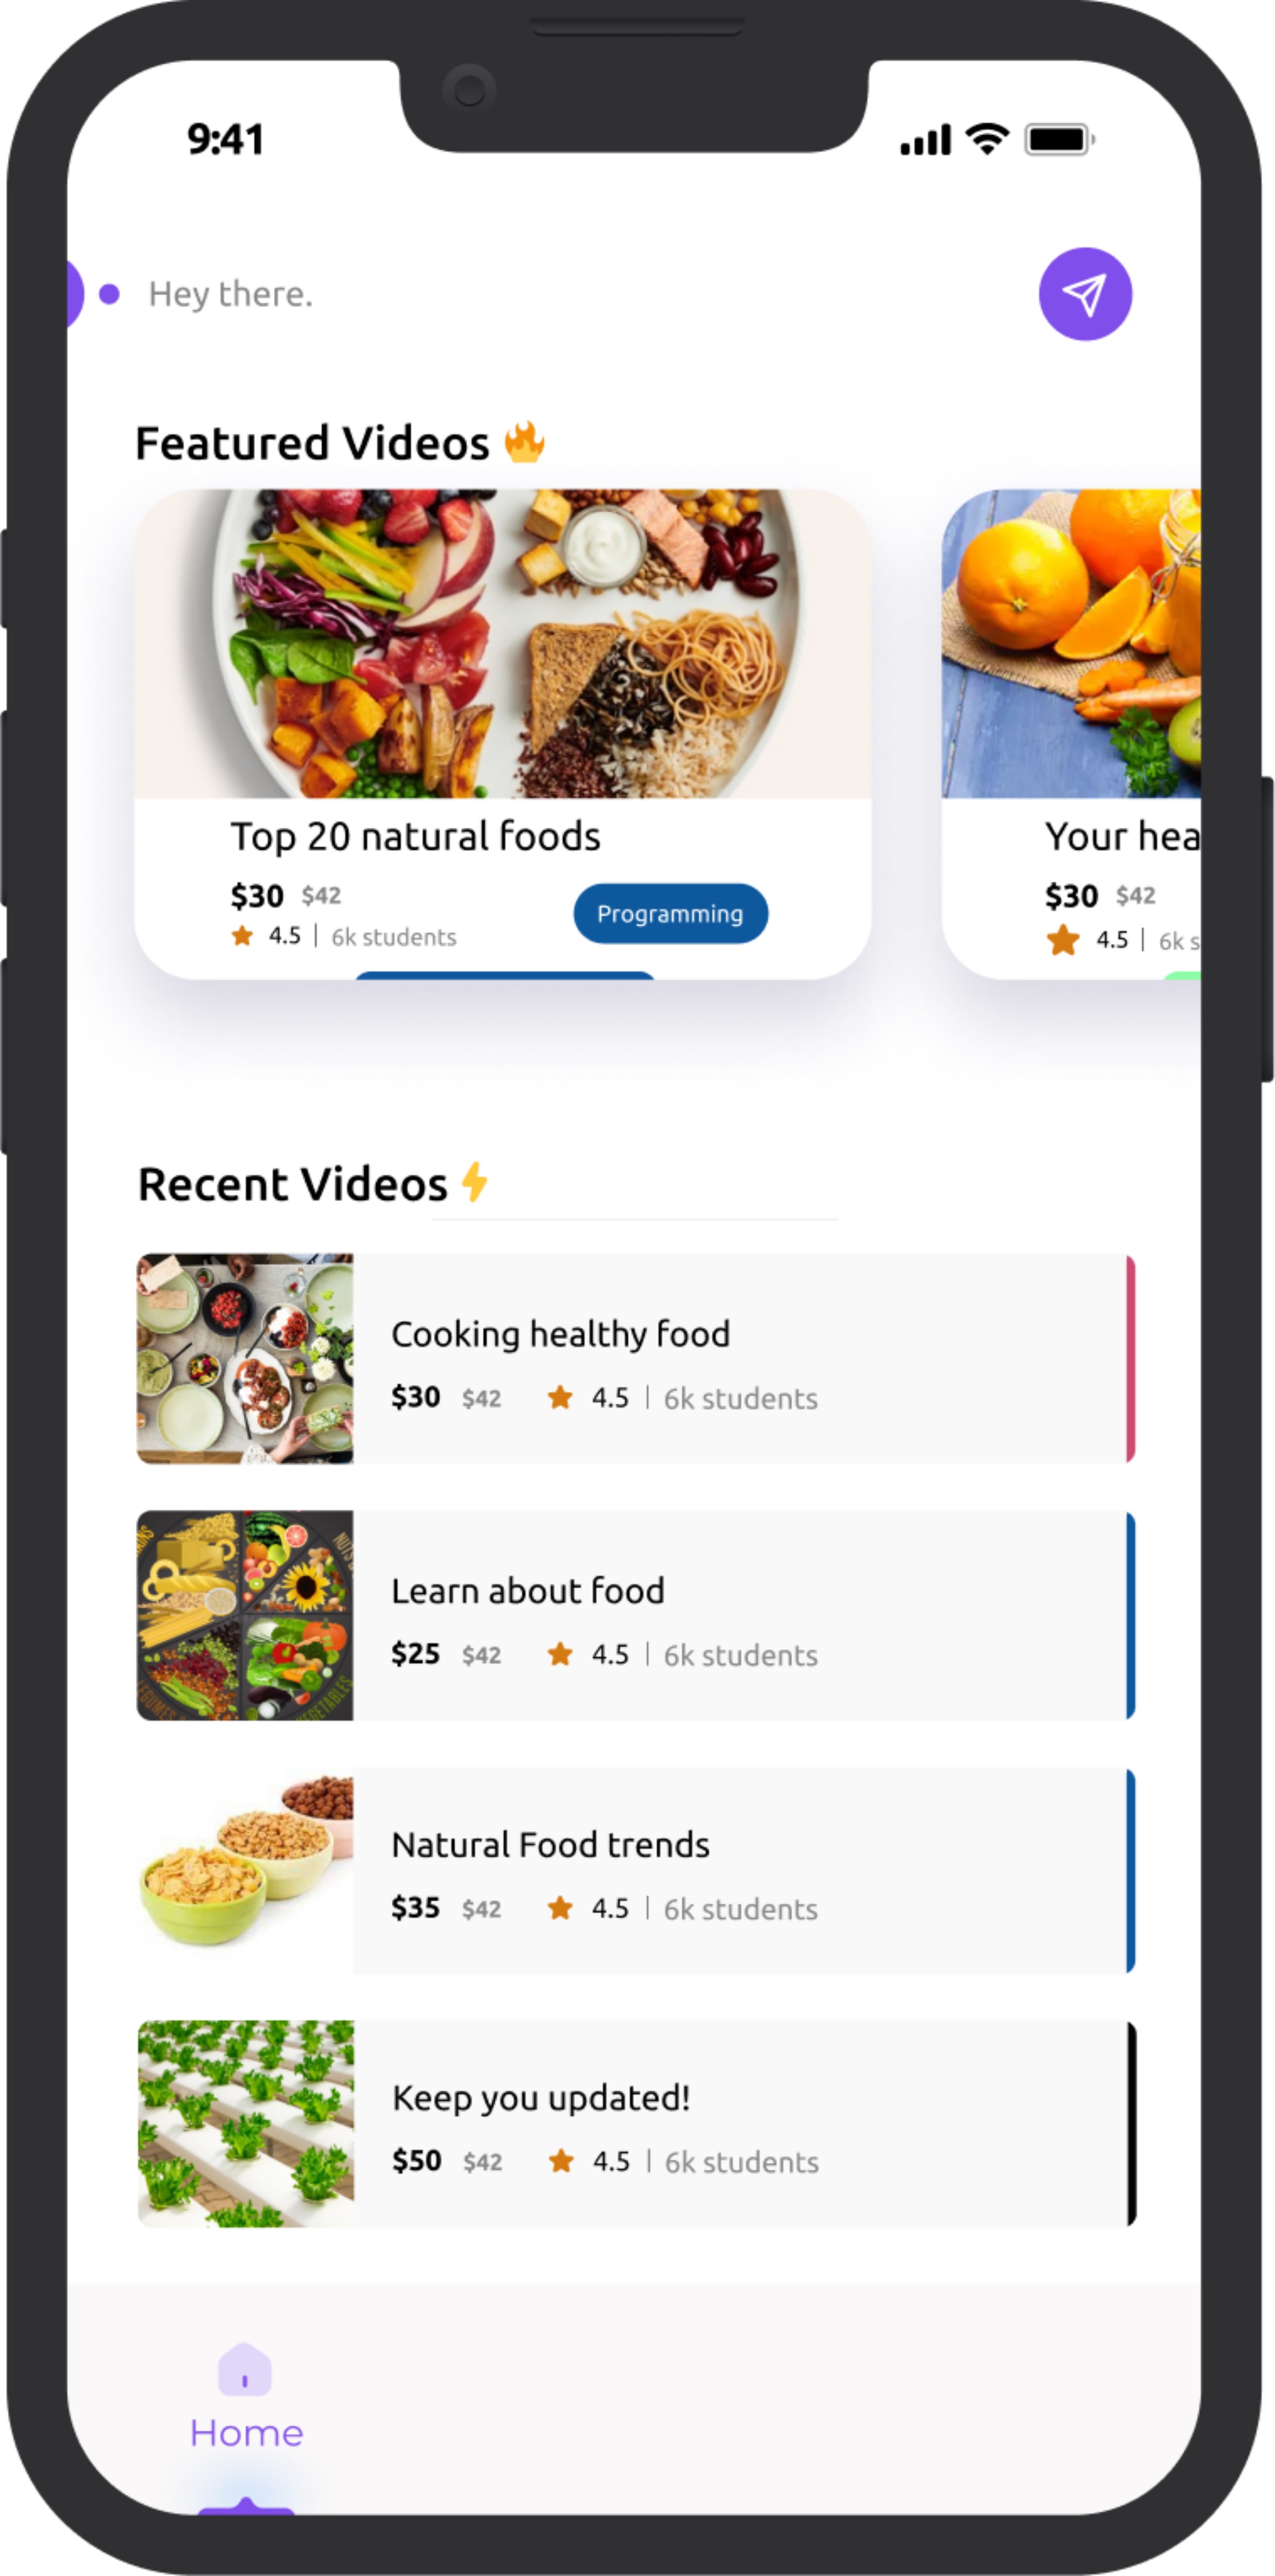 9:41
Hey there.
Featured Videos
Top 20 natural foods
$30 $42
4.5 | 6k students
Programming
Your hea
$30 $42
4.5 | 6k s
Recent Videos
Cooking healthy food
$30 $42 4.5 | 6k students
Learn about food
$25 $42 4.5 | 6k students
LEGUMES
VEGETABLES
Natural Food trends
$35 $42 4.5 | 6k students
Keep you updated!
$50 $42 4.5 | 6k students
Home